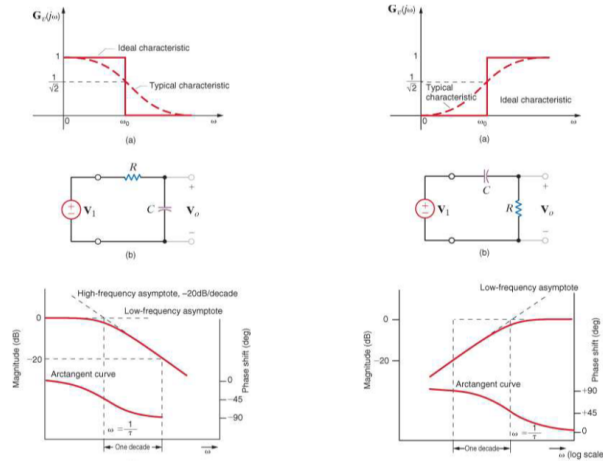 G_v(jω)
1
Ideal characteristic
1
√2
Typical characteristic
0
ω₀
ω
(a)
R
V₁
C
V_o
+
−
(b)
High-frequency asymptote, –20dB/decade
Low-frequency asymptote
Magnitude (dB)
0
–20
Arctangent curve
Phase shift (deg)
0
–45
–90
ω = 1/τ
One decade
ω
G_v(jω)
1
1
√2
Typical
characteristic
Ideal characteristic
0
ω₀
ω
(a)
C
V₁
R
V_o
+
−
(b)
Low-frequency asymptote
Magnitude (dB)
0
–20
Arctangent curve
Phase shift (deg)
+90
+45
0
ω = 1/τ
One decade
ω (log scale